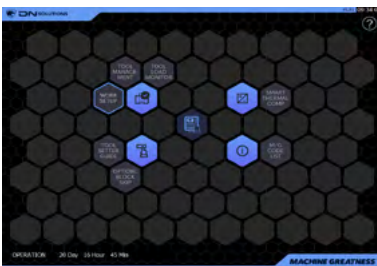 DN SOLUTIONS
?
TOOL
MANAGE
MENT
TOOL
LOAD
MONITOR
WORK
SETUP
SMART
THERMAL
COMP
TOOL
SETTER
GUIDE
M/G
CODE
LIST
OPTIONAL
BLOCK
SKIP
OPERATION 20 Day 16 Hour 45 Min
MACHINE GREATNESS